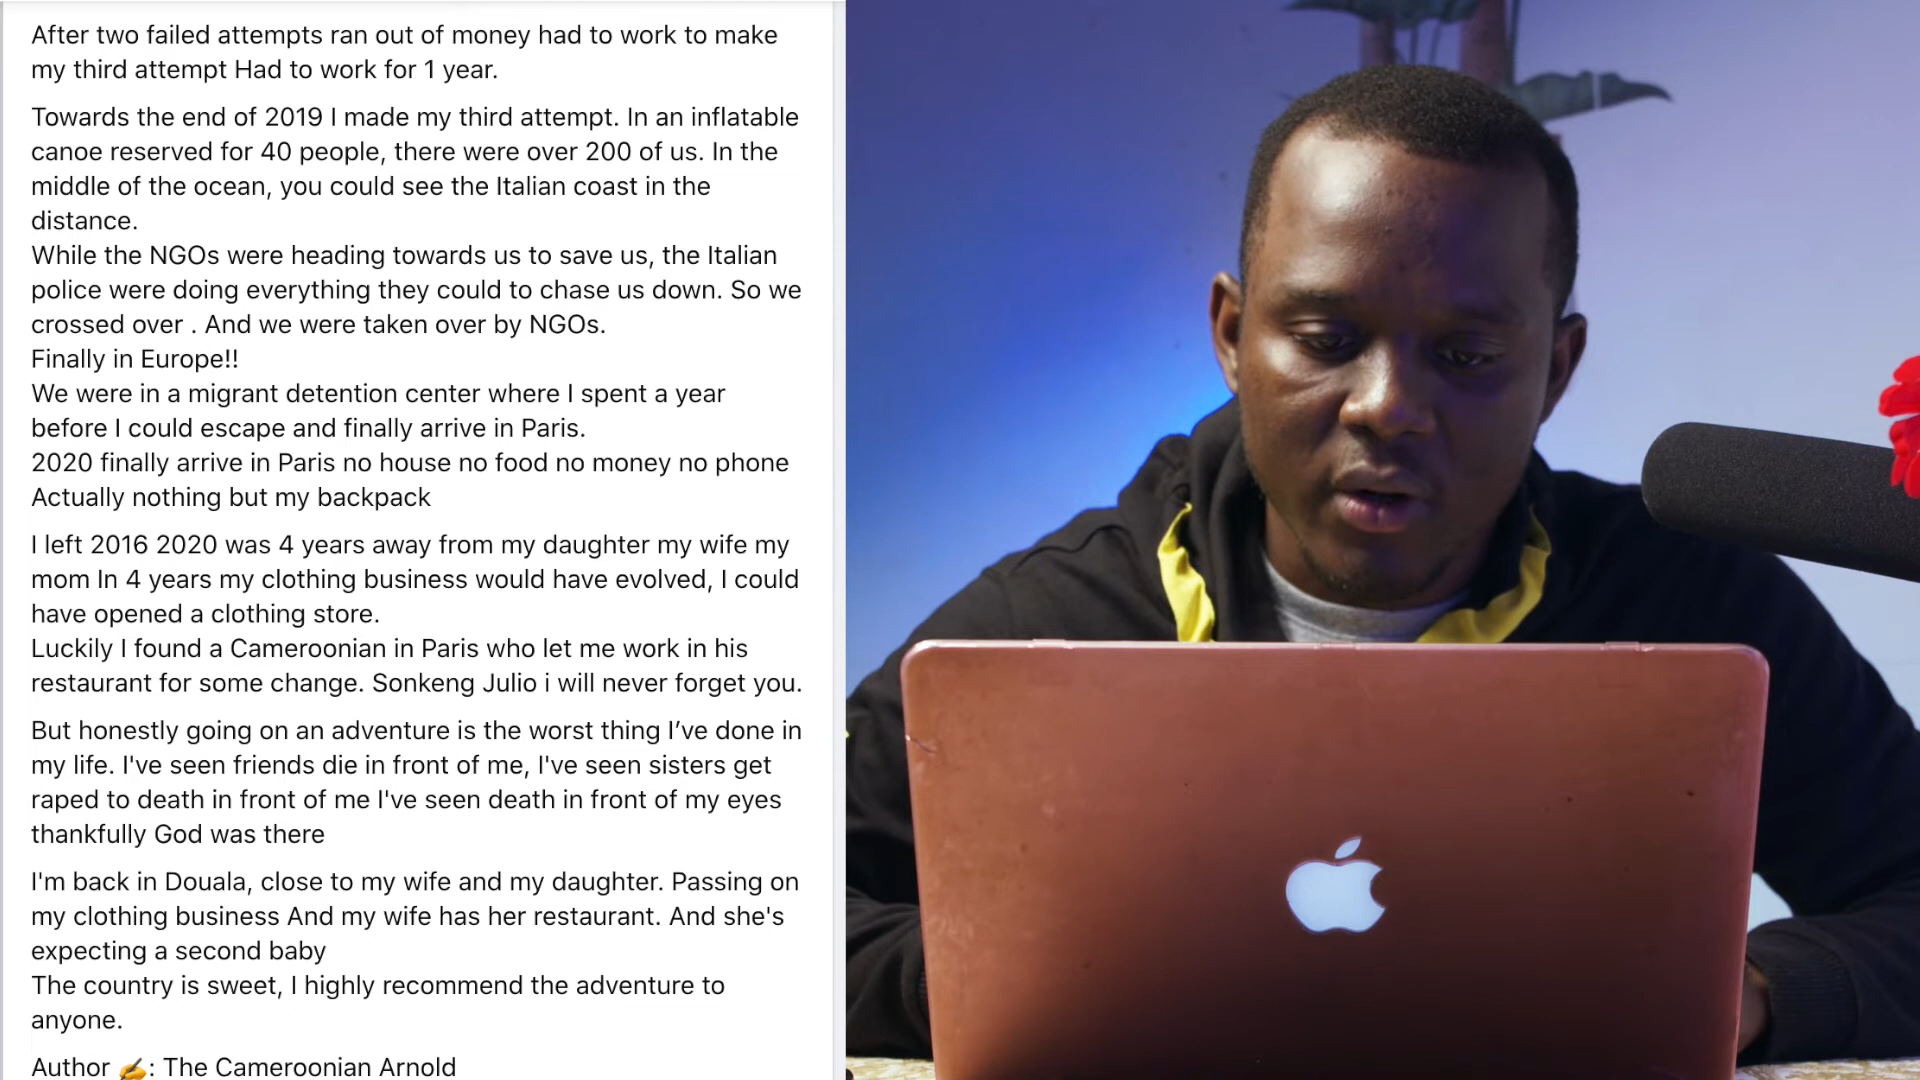 After two failed attempts ran out of money had to work to make
my third attempt Had to work for 1 year.
Towards the end of 2019 I made my third attempt. In an inflatable
canoe reserved for 40 people, there were over 200 of us. In the
middle of the ocean, you could see the Italian coast in the
distance.
While the NGOs were heading towards us to save us, the Italian
police were doing everything they could to chase us down. So we
crossed over . And we were taken over by NGOs.
Finally in Europe!!
We were in a migrant detention center where I spent a year
before I could escape and finally arrive in Paris.
2020 finally arrive in Paris no house no food no money no phone
Actually nothing but my backpack
I left 2016 2020 was 4 years away from my daughter my wife my
mom In 4 years my clothing business would have evolved, I could
have opened a clothing store.
Luckily I found a Cameroonian in Paris who let me work in his
restaurant for some change. Sonkeng Julio i will never forget you.
But honestly going on an adventure is the worst thing I’ve done in
my life. I've seen friends die in front of me, I've seen sisters get
raped to death in front of me I've seen death in front of my eyes
thankfully God was there
I'm back in Douala, close to my wife and my daughter. Passing on
my clothing business And my wife has her restaurant. And she's
expecting a second baby
The country is sweet, I highly recommend the adventure to
anyone.
Author ✍️: The Cameroonian Arnold